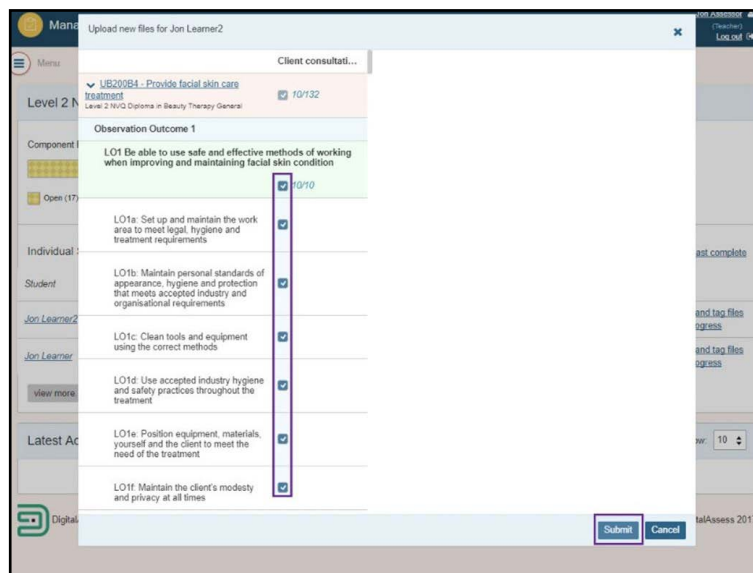 Mana
Upload new files for Jon Learner2
Jon Assessor
(Teacher)
Log out
Menu
Client consultati...
Level 2 N
UB200B4 - Provide facial skin care
treatment
10/132
Level 2 NVQ Diploma in Beauty Therapy General
Observation Outcome 1
Component
LO1 Be able to use safe and effective methods of working
when improving and maintaining facial skin condition
10/10
Open (17)
LO1a: Set up and maintain the work
area to meet legal, hygiene and
treatment requirements
Individual
ast complete
LO1b: Maintain personal standards of
appearance, hygiene and protection
that meets accepted industry and
organisational requirements
Student
Jon Learner2
and tag files
ogress
LO1c: Clean tools and equipment
using the correct methods
Jon Learner
and tag files
ogress
LO1d: Use accepted industry hygiene
and safety practices throughout the
treatment
view more
LO1e: Position equipment, materials,
yourself and the client to meet the
need of the treatment
Latest Ac
ow: 10
LO1f: Maintain the client's modesty
and privacy at all times
Digital
Submit
Cancel
talAssess 201